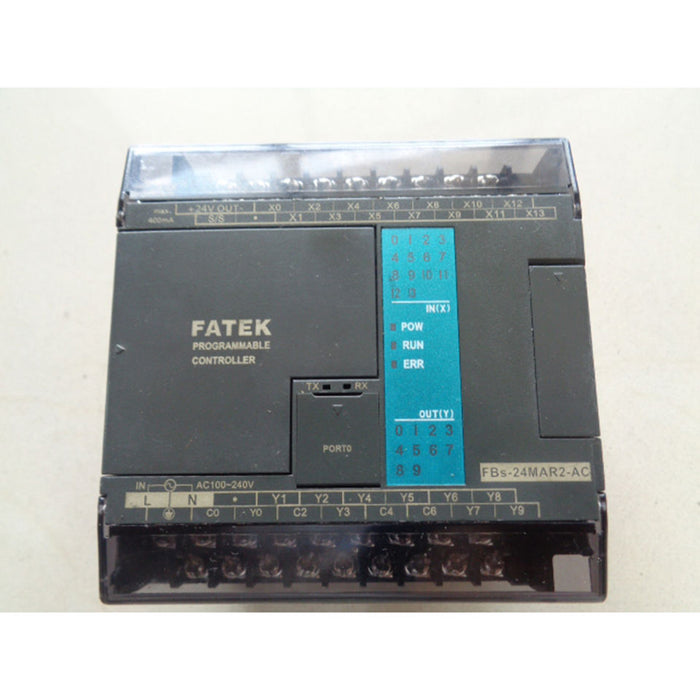 max. 400mA
+24V OUT- X0 X2 X4 X6 X8 X10 X12
S/S • X1 X3 X5 X7 X9 X11 X13
FATEK
PROGRAMMABLE
CONTROLLER
0 1 2 3
4 5 6 7
8 9 10 11
12 13
IN(X)
POW
RUN
ERR
TX RX
PORT0
OUT(Y)
0 1 2 3
4 5 6 7
8 9
FBs-24MAR2-AC
IN AC100~240V
L N • Y1 Y2 Y4 Y5 Y6 Y8
C0 Y0 C2 Y3 C4 C6 Y7 Y9